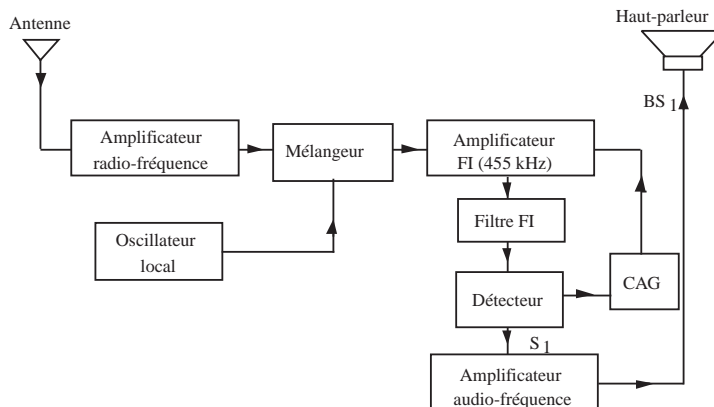 Antenne
Haut-parleur
BS 1
Amplificateur
radio-fréquence
Mélangeur
Amplificateur
FI (455 kHz)
Oscillateur
local
Filtre FI
Détecteur
CAG
S 1
Amplificateur
audio-fréquence